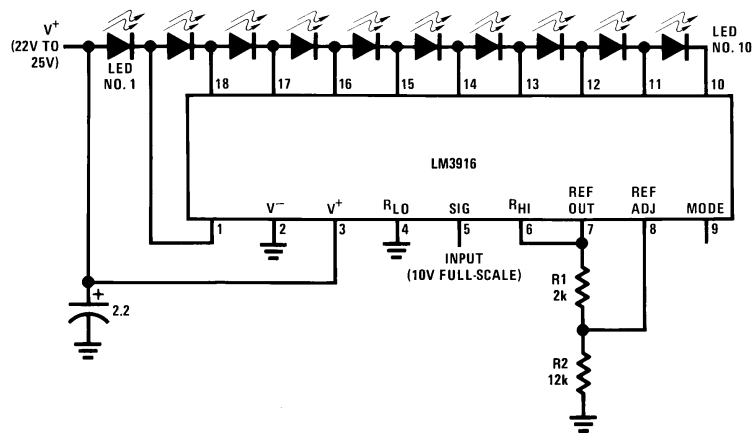 V+
(22V TO
25V)
LED
NO. 1
LED
NO. 10
18
17
16
15
14
13
12
11
10
LM3916
V−
V+
RLO
SIG
RHI
REF
OUT
REF
ADJ
MODE
1
2
3
4
5
6
7
8
9
INPUT
(10V FULL-SCALE)
+
2.2
R1
2k
R2
12k